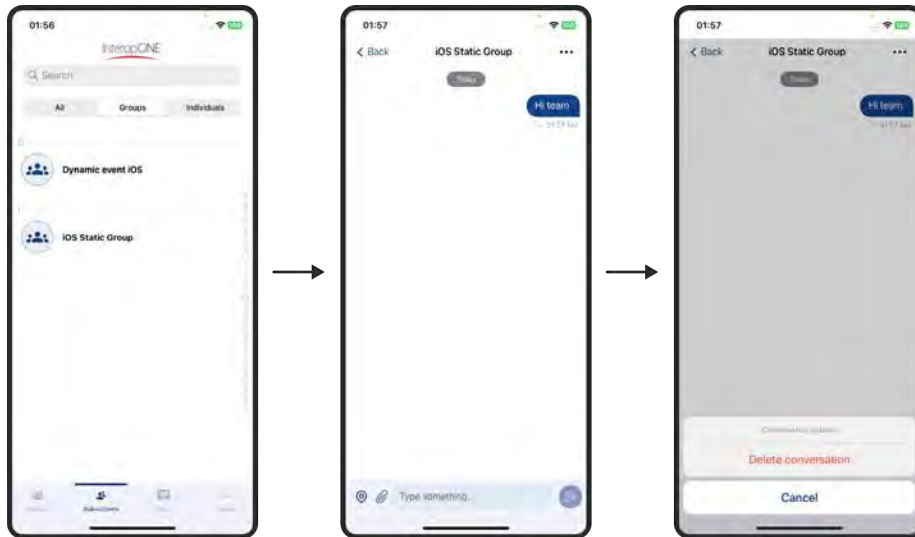 01:56
InteropONE
Search
All Groups Individuals
D
Dynamic event iOS
I
iOS Static Group
01:57
Back iOS Static Group ...
Today
Hi team
Type something...
01:57
Back iOS Static Group ...
Today
Hi team
Delete conversation
Cancel